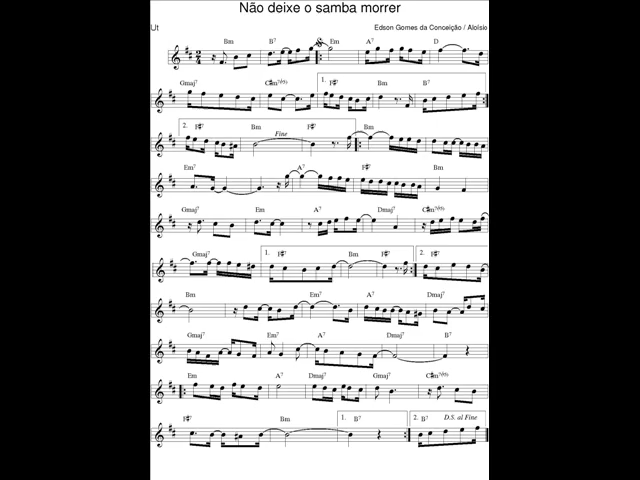 Não deixe o samba morrer
Ut
Edson Gomes da Conceição / Aloísio
Bm B7 Em A7 D
Gmaj7 C#m7(b5) 1. F#7 Bm B7
2. F#7 Bm Fine F#7 Bm
Em7 A7 F#7 Bm
Gmaj7 Em A7 Dmaj7 C#m7(b5)
Gmaj7 1. F#7 Bm 2. F#7
Bm Em7 A7 Dmaj7
Gmaj7 Em7 A7 Dmaj7 B7
Em A7 Dmaj7 Gmaj7 C#m7(b5)
F#7 Bm 1. B7 2. B7 D.S. al Fine